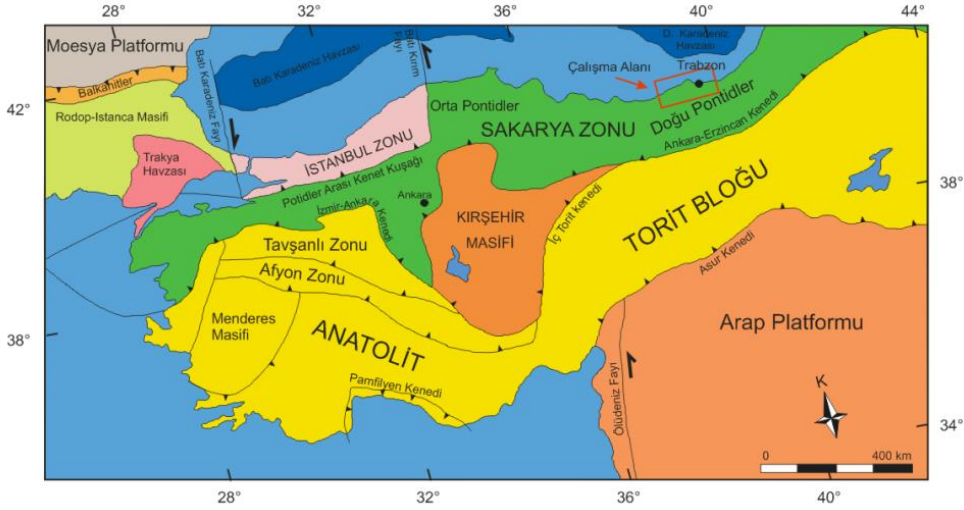 28°
32°
36°
40°
44°
Moesya Platformu
Balkanitler
Rodop-Istanca Masifi
Trakya
Havzası
Batı Karadeniz Fayı
Batı Karadeniz Havzası
Batı Kırım
Fayı
D. Karadeniz
Havzası
Trabzon
Çalışma Alanı
42°
Orta Pontidler
SAKARYA ZONU
Doğu Pontidler
Ankara-Erzincan Kenedi
İSTANBUL ZONU
Potidler Arası Kenet Kuşağı
Ankara
İzmir-Ankara Kenedi
KIRŞEHİR
MASİFİ
İç Torit kenedi
TORİT BLOĞU
38°
Tavşanlı Zonu
Afyon Zonu
Menderes
Masifi
ANATOLİT
Asur Kenedi
Arap Platformu
38°
Pamfilyen Kenedi
Ölüdeniz Fayı
K
34°
0
400 km
28°
32°
36°
40°